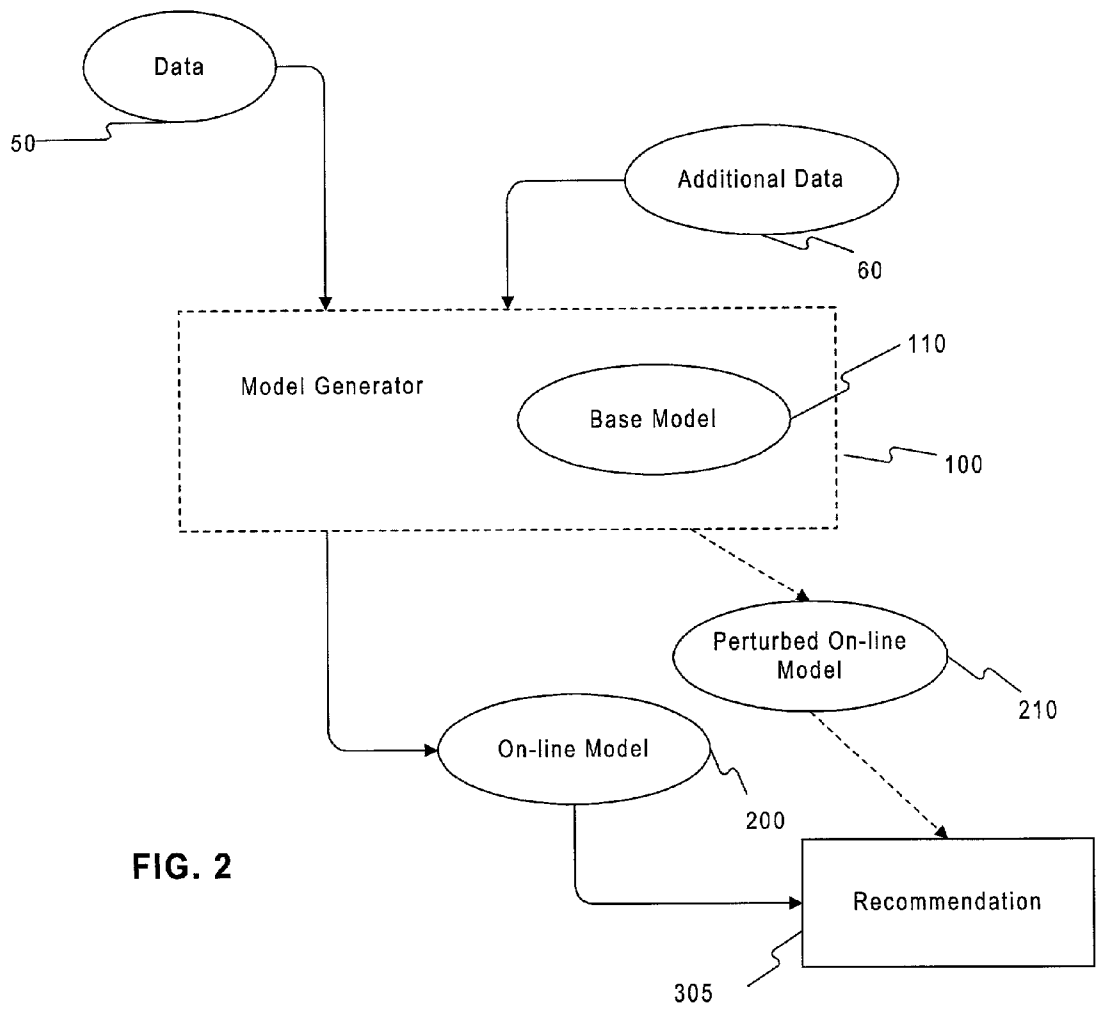 Data
50
Additional Data
60
110
Model Generator
Base Model
100
Perturbed On-line
Model
210
On-line Model
200
FIG. 2
Recommendation
305